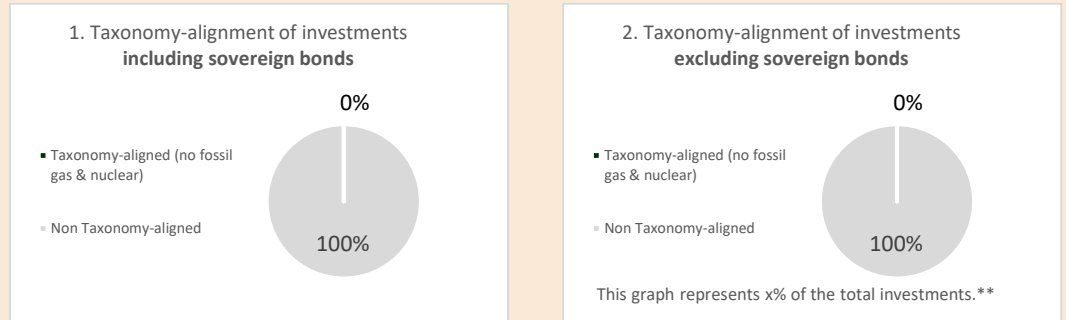 1. Taxonomy-alignment of investments
including sovereign bonds
0%
Taxonomy-aligned (no fossil
gas & nuclear)
Non Taxonomy-aligned
100%
2. Taxonomy-alignment of investments
excluding sovereign bonds
0%
Taxonomy-aligned (no fossil
gas & nuclear)
Non Taxonomy-aligned
100%
This graph represents x% of the total investments.**